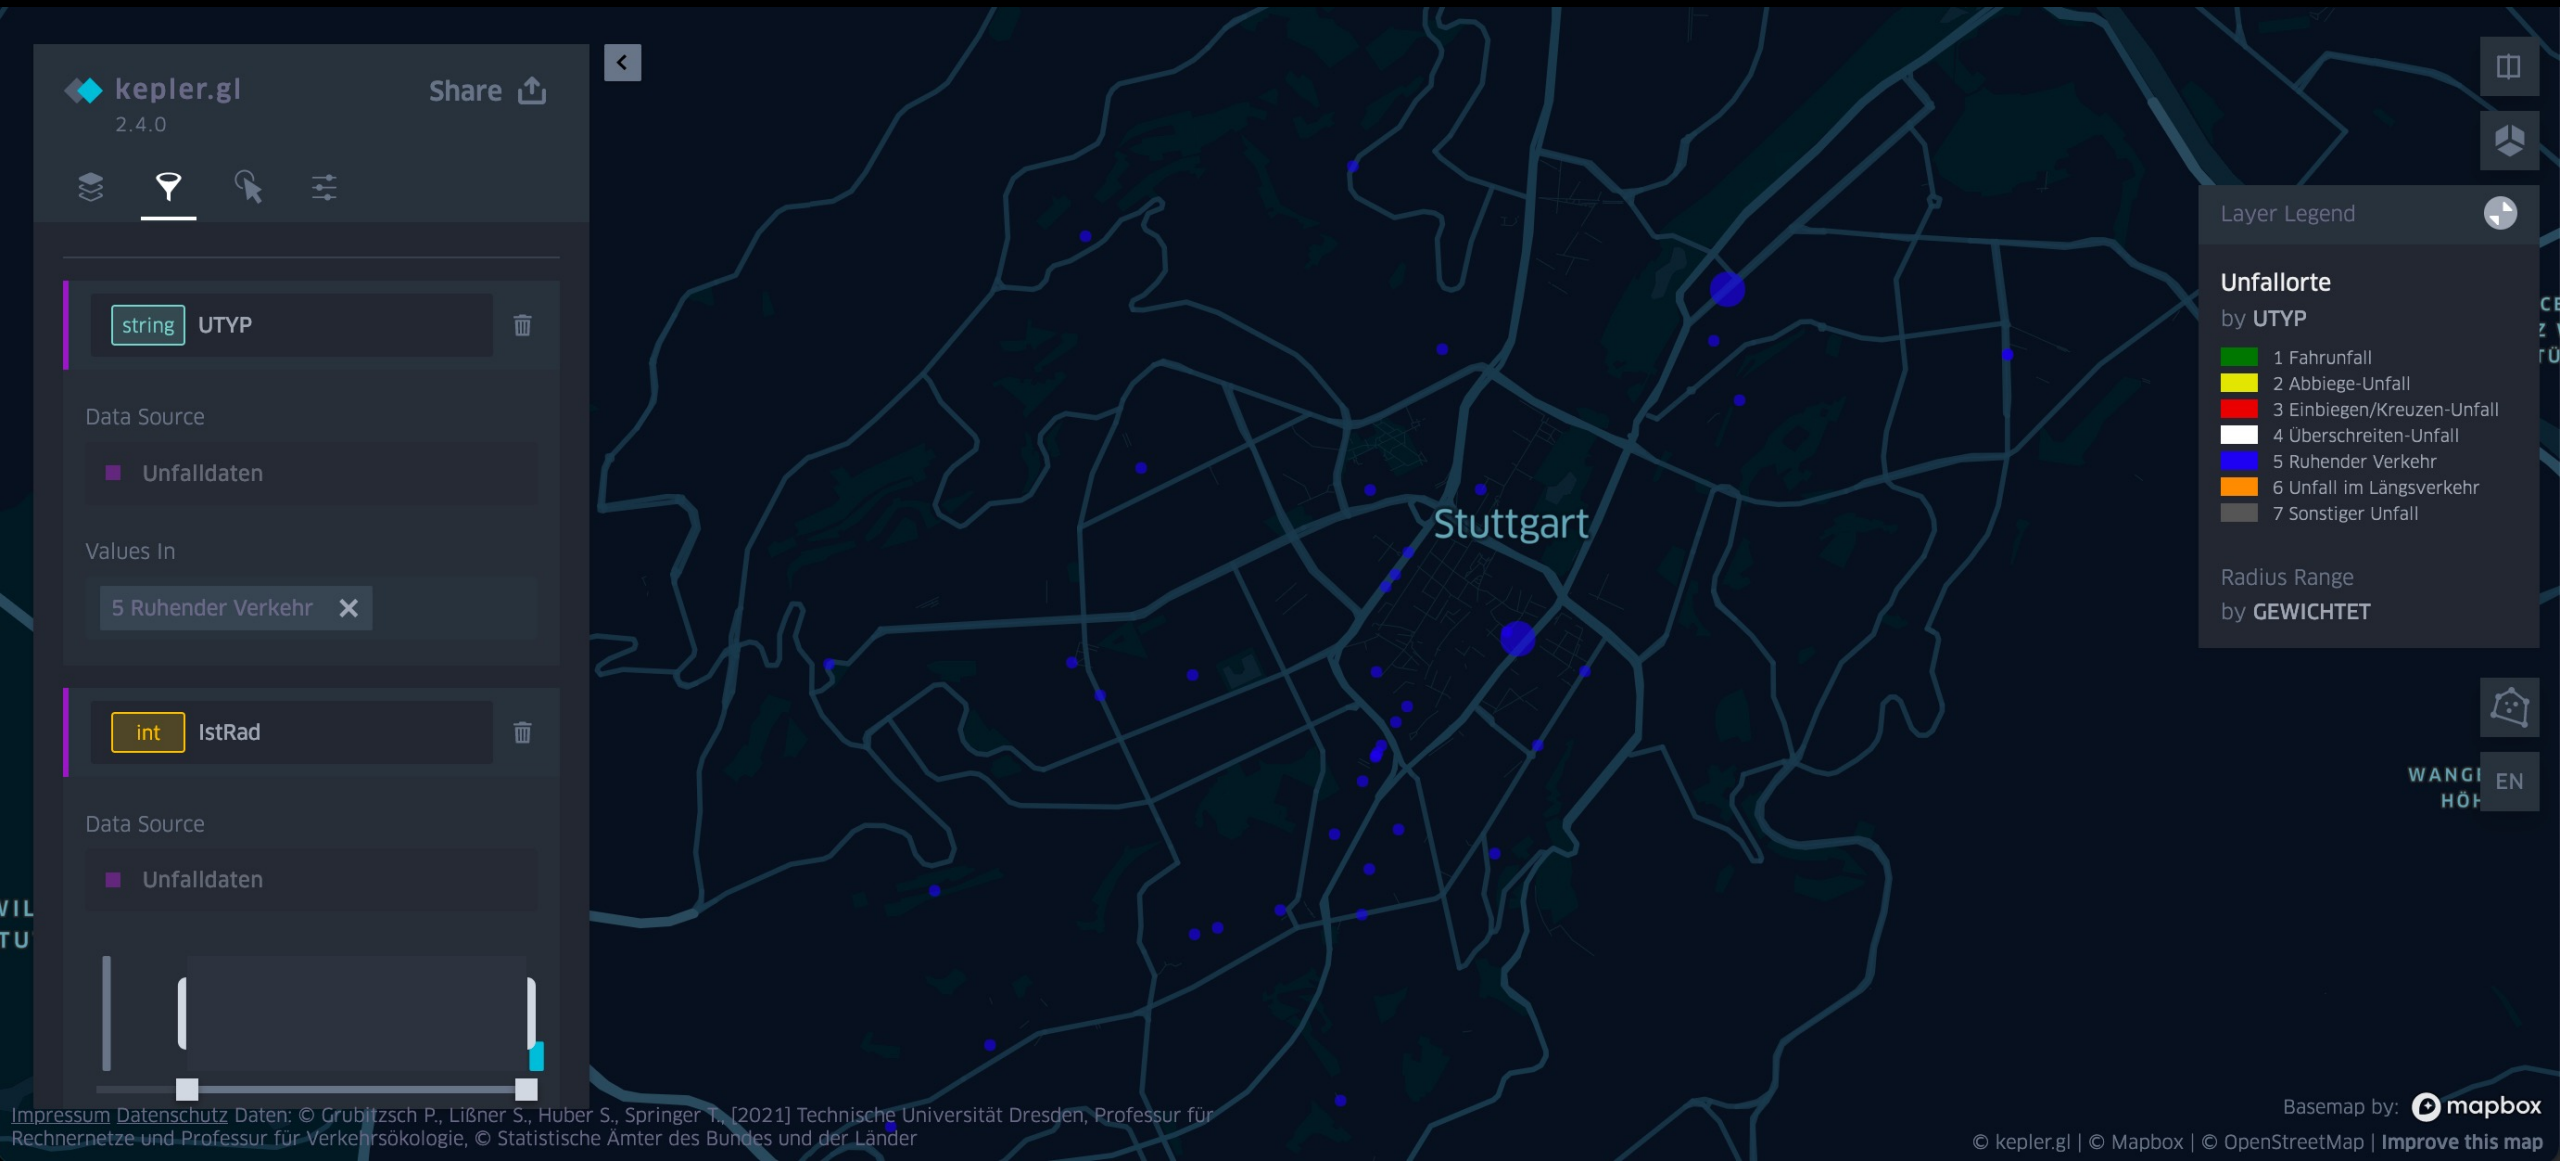 kepler.gl
2.4.0
Share
string UTYP
Data Source
Unfalldaten
Values In
5 Ruhender Verkehr
int IstRad
Data Source
Unfalldaten
Stuttgart
Layer Legend
Unfallorte
by UTYP
1 Fahrunfall
2 Abbiege-Unfall
3 Einbiegen/Kreuzen-Unfall
4 Überschreiten-Unfall
5 Ruhender Verkehr
6 Unfall im Längsverkehr
7 Sonstiger Unfall
Radius Range
by GEWICHTET
WANGE
HÖH
EN
Impressum Datenschutz Daten: © Grubitzsch P., Lißner S., Huber S., Springer T., [2021] Technische Universität Dresden, Professur für
Rechnernetze und Professur für Verkehrsökologie, © Statistische Ämter des Bundes und der Länder
Basemap by: mapbox
© kepler.gl | © Mapbox | © OpenStreetMap | Improve this map